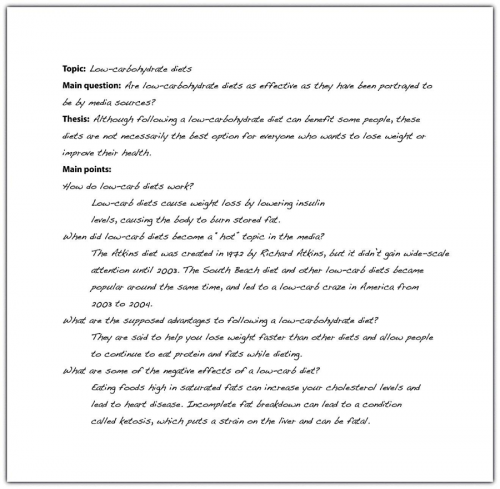 Topic: Low-carbohydrate diets
Main question: Are low-carbohydrate diets as effective as they have been portrayed to
be by media sources?
Thesis: Although following a low-carbohydrate diet can benefit some people, these
diets are not necessarily the best option for everyone who wants to lose weight or
improve their health.
Main points:
How do low-carb diets work?
Low-carb diets cause weight loss by lowering insulin
levels, causing the body to burn stored fat.
When did low-carb diets become a "hot" topic in the media?
The Atkins diet was created in 1972 by Richard Atkins, but it didn't gain wide-scale
attention until 2003. The South Beach diet and other low-carb diets became
popular around the same time, and led to a low-carb craze in America from
2003 to 2004.
What are the supposed advantages to following a low-carbohydrate diet?
They are said to help you lose weight faster than other diets and allow people
to continue to eat protein and fats while dieting.
What are some of the negative effects of a low-carb diet?
Eating foods high in saturated fats can increase your cholesterol levels and
lead to heart disease. Incomplete fat breakdown can lead to a condition
called ketosis, which puts a strain on the liver and can be fatal.